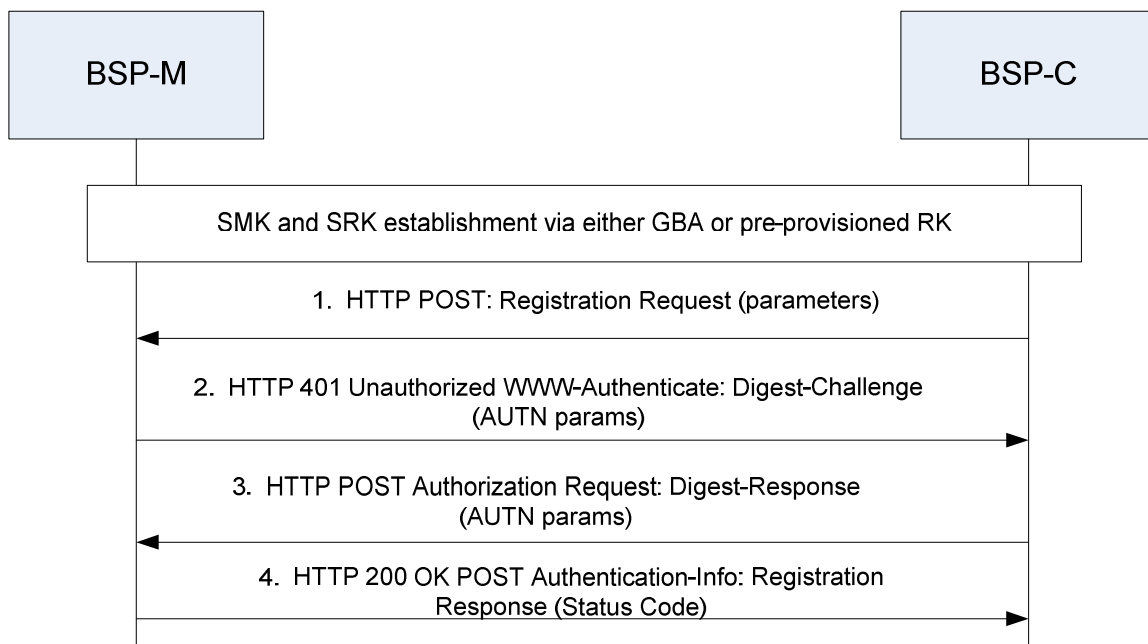 BSP-M
BSP-C
SMK and SRK establishment via either GBA or pre-provisioned RK
1. HTTP POST: Registration Request (parameters)
2. HTTP 401 Unauthorized WWW-Authenticate: Digest-Challenge
(AUTN params)
3. HTTP POST Authorization Request: Digest-Response
(AUTN params)
4. HTTP 200 OK POST Authentication-Info: Registration
Response (Status Code)